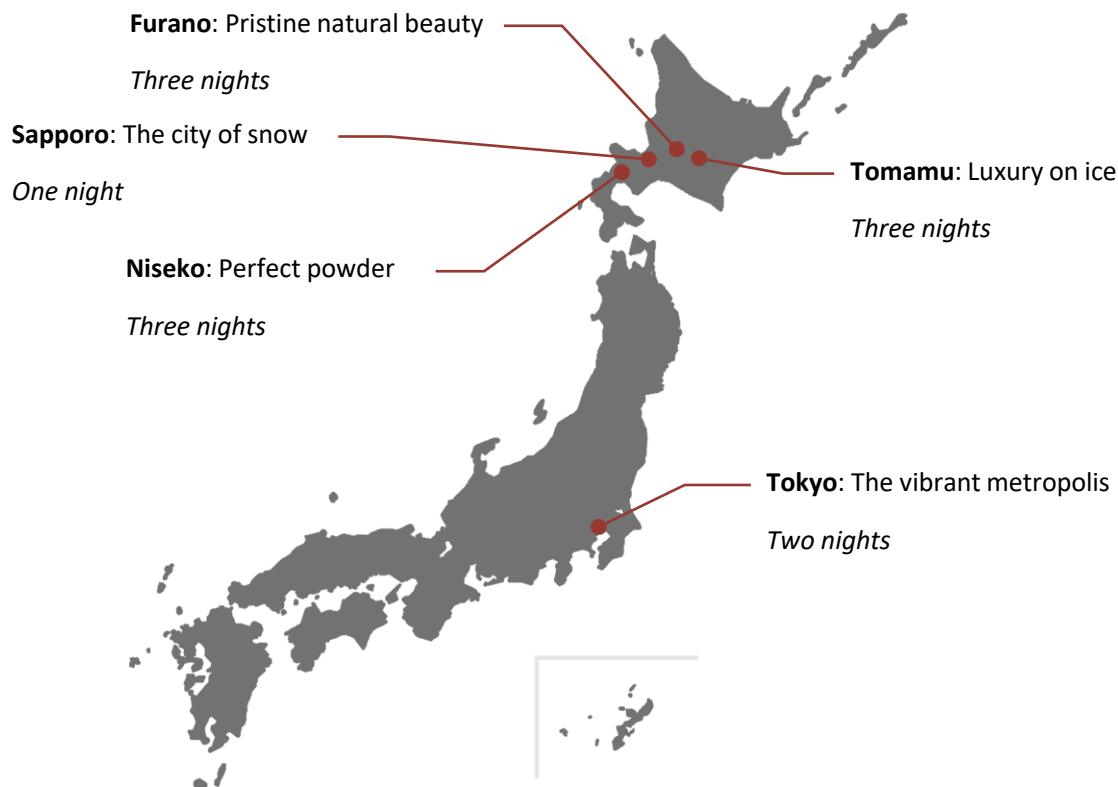 Furano: Pristine natural beauty
Three nights
Sapporo: The city of snow
One night
Tomamu: Luxury on ice
Three nights
Niseko: Perfect powder
Three nights
Tokyo: The vibrant metropolis
Two nights